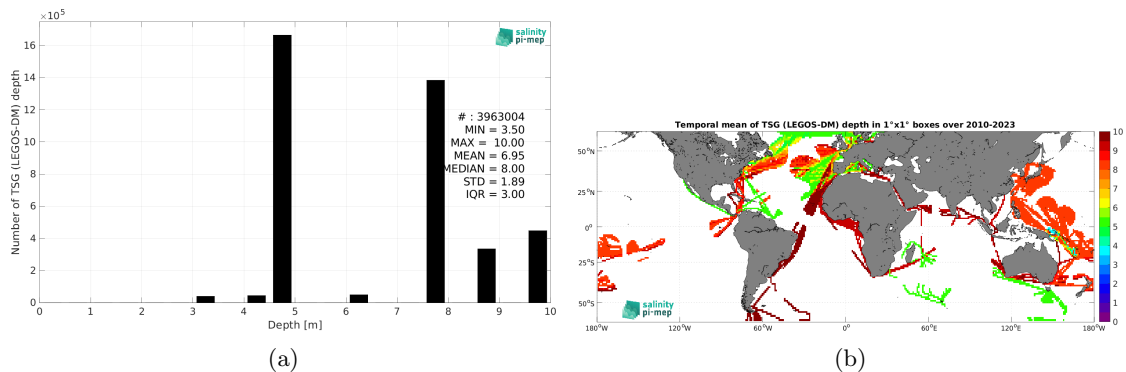 ×10⁵
16
14
12
10
8
6
4
2
0
Number of TSG (LEGOS-DM) depth
salinity
pi-mep
# : 3963004
MIN = 3.50
MAX = 10.00
MEAN = 6.95
MEDIAN = 8.00
STD = 1.89
IQR = 3.00
0 1 2 3 4 5 6 7 8 9 10
Depth [m]
(a)
Temporal mean of TSG (LEGOS-DM) depth in 1°x1° boxes over 2010-2023
50°N
25°N
0°
25°S
50°S
salinity
pi-mep
180°W 120°W 60°W 0° 60°E 120°E 180°W
10
9
8
7
6
5
4
3
2
1
0
(b)